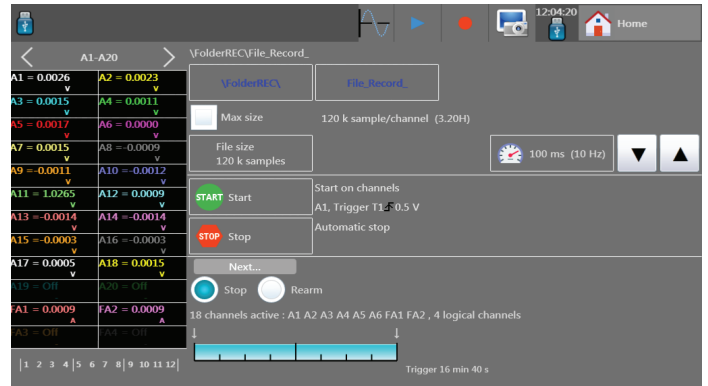 12:04:20
Home
A1-A20
\FolderREC\File_Record_
A1 = 0.0026 V
A2 = 0.0023 V
\FolderREC\
File_Record_
A3 = 0.0015 V
A4 = 0.0011 V
Max size
120 k sample/channel (3.20H)
A5 = 0.0017 V
A6 = 0.0000 V
A7 = 0.0015 V
A8 =-0.0009 V
File size
120 k samples
100 ms (10 Hz)
A9 =-0.0011 V
A10 =-0.0012 V
A11 = 1.0265 V
A12 = 0.0009 V
START Start
Start on channels
A1, Trigger T1 0.5 V
A13 =-0.0014 V
A14 =-0.0014 V
A15 =-0.0003 V
A16 =-0.0003 V
STOP Stop
Automatic stop
A17 = 0.0005 V
A18 = 0.0015 V
Next...
A19 = Off
A20 = Off
Stop
Rearm
FA1 = 0.0009 A
FA2 = 0.0009 A
18 channels active : A1 A2 A3 A4 A5 A6 FA1 FA2 , 4 logical channels
FA3 = Off
FA4 = Off
|1 2 3 4|5 6 7 8|9 10 11 12|
Trigger 16 min 40 s